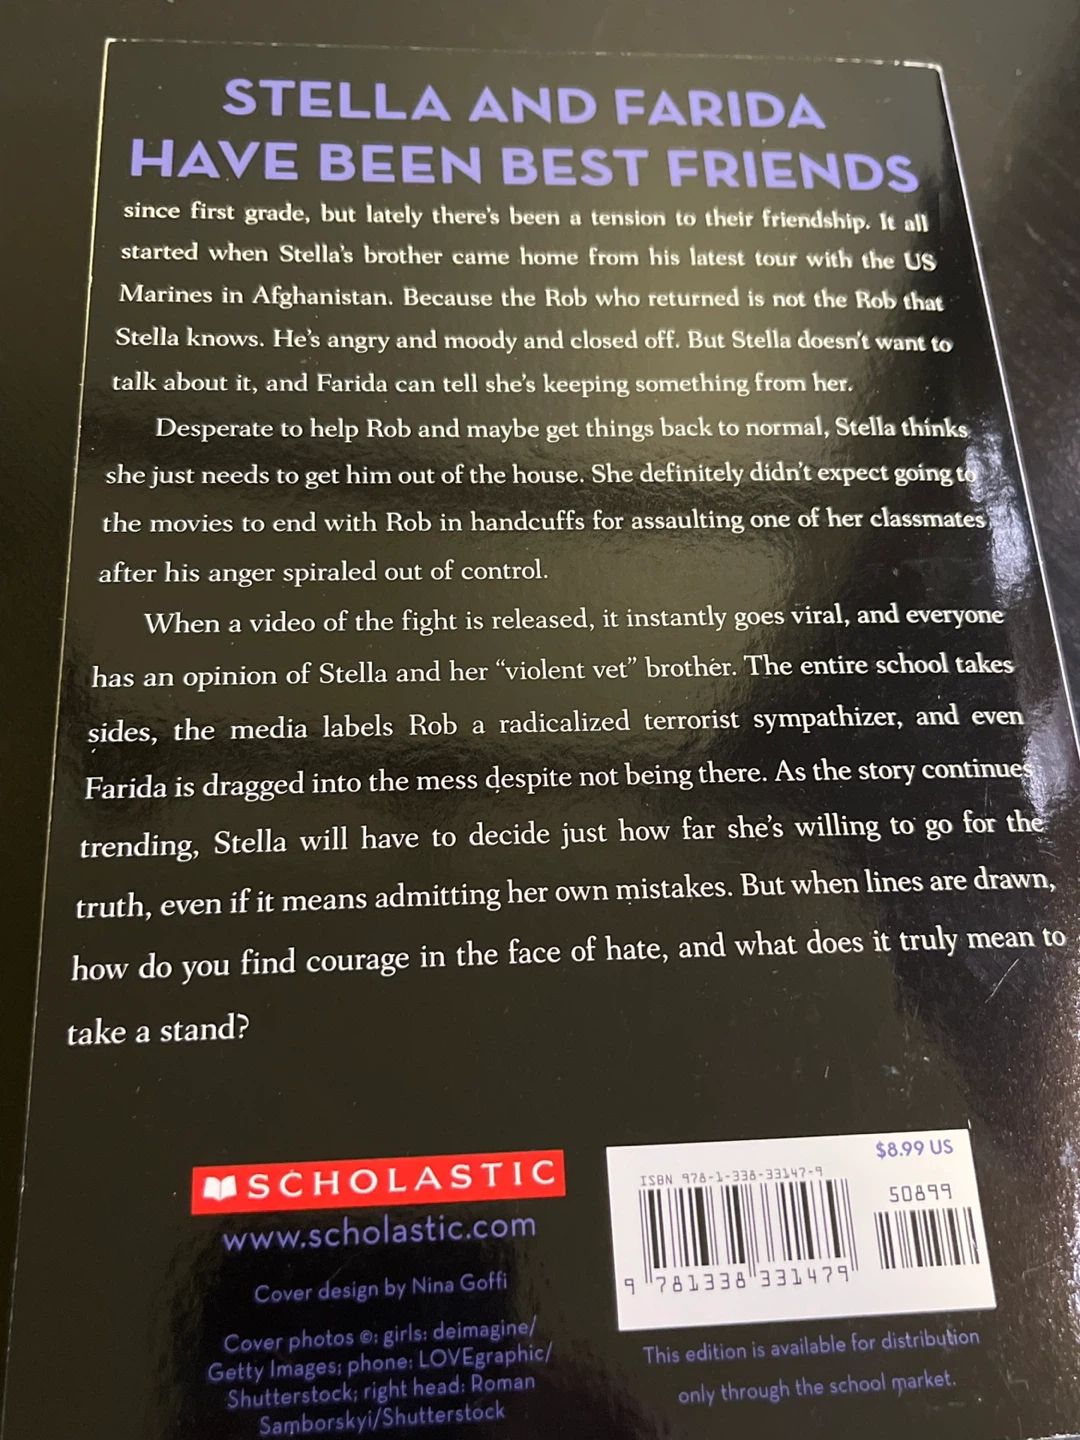 STELLA AND FARIDA
HAVE BEEN BEST FRIENDS
since first grade, but lately there's been a tension to their friendship. It all
started when Stella's brother came home from his latest tour with the US
Marines in Afghanistan. Because the Rob who returned is not the Rob that
Stella knows. He's angry and moody and closed off. But Stella doesn't want to
talk about it, and Farida can tell she's keeping something from her.
Desperate to help Rob and maybe get things back to normal, Stella thinks
she just needs to get him out of the house. She definitely didn't expect going to
the movies to end with Rob in handcuffs for assaulting one of her classmates
after his anger spiraled out of control.
When a video of the fight is released, it instantly goes viral, and everyone
has an opinion of Stella and her "violent vet" brother. The entire school takes
sides, the media labels Rob a radicalized terrorist sympathizer, and even
Farida is dragged into the mess despite not being there. As the story continues
trending, Stella will have to decide just how far she's willing to go for the
truth, even if it means admitting her own mistakes. But when lines are drawn,
how do you find courage in the face of hate, and what does it truly mean to
take a stand?
SCHOLASTIC
www.scholastic.com
Cover design by Nina Goffi
Cover photos ©: girls: deimagine/
Getty Images; phone: LOVEgraphic/
Shutterstock; right head: Roman
Samborskyi/Shutterstock
$8.99 US
ISBN 978-1-338-33147-9
50899
9 781338 331479
This edition is available for distribution
only through the school market.